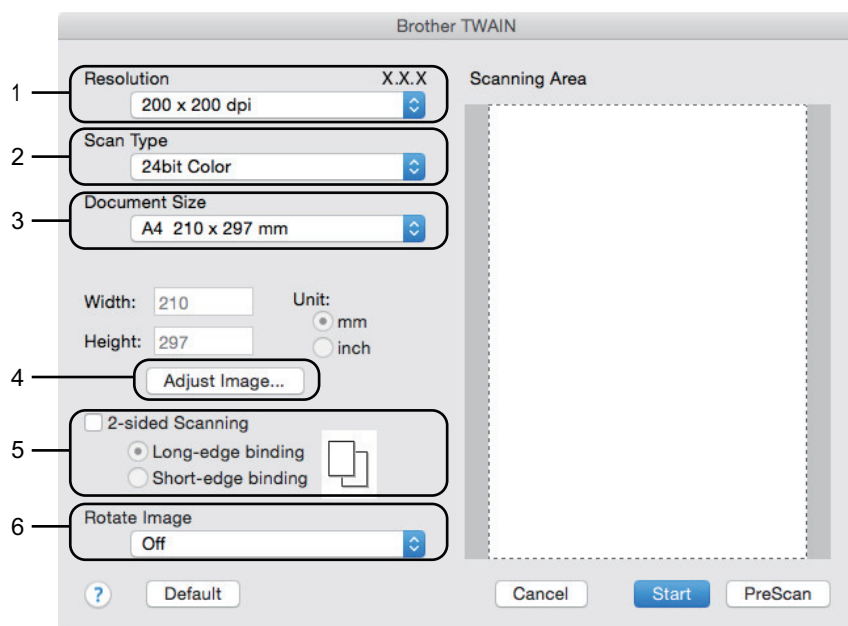 Brother TWAIN
1
Resolution X.X.X
200 x 200 dpi
2
Scan Type
24bit Color
3
Document Size
A4 210 x 297 mm
Width: 210
Height: 297
Unit:
mm
inch
4
Adjust Image...
5
2-sided Scanning
Long-edge binding
Short-edge binding
6
Rotate Image
Off
?
Default
Scanning Area
Cancel
Start
PreScan